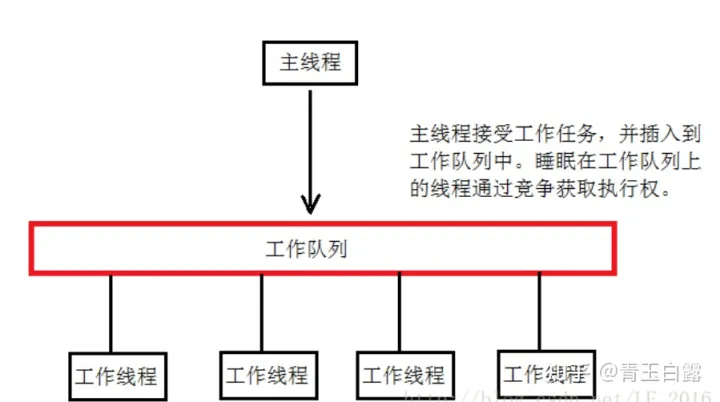 主线程
主线程接受工作任务，并插入到
工作队列中。睡眠在工作队列上
的线程通过竞争获取执行权。
工作队列
工作线程
工作线程
工作线程
工作线程
@青玉白露
http://blog.csdn.net/LF_2016